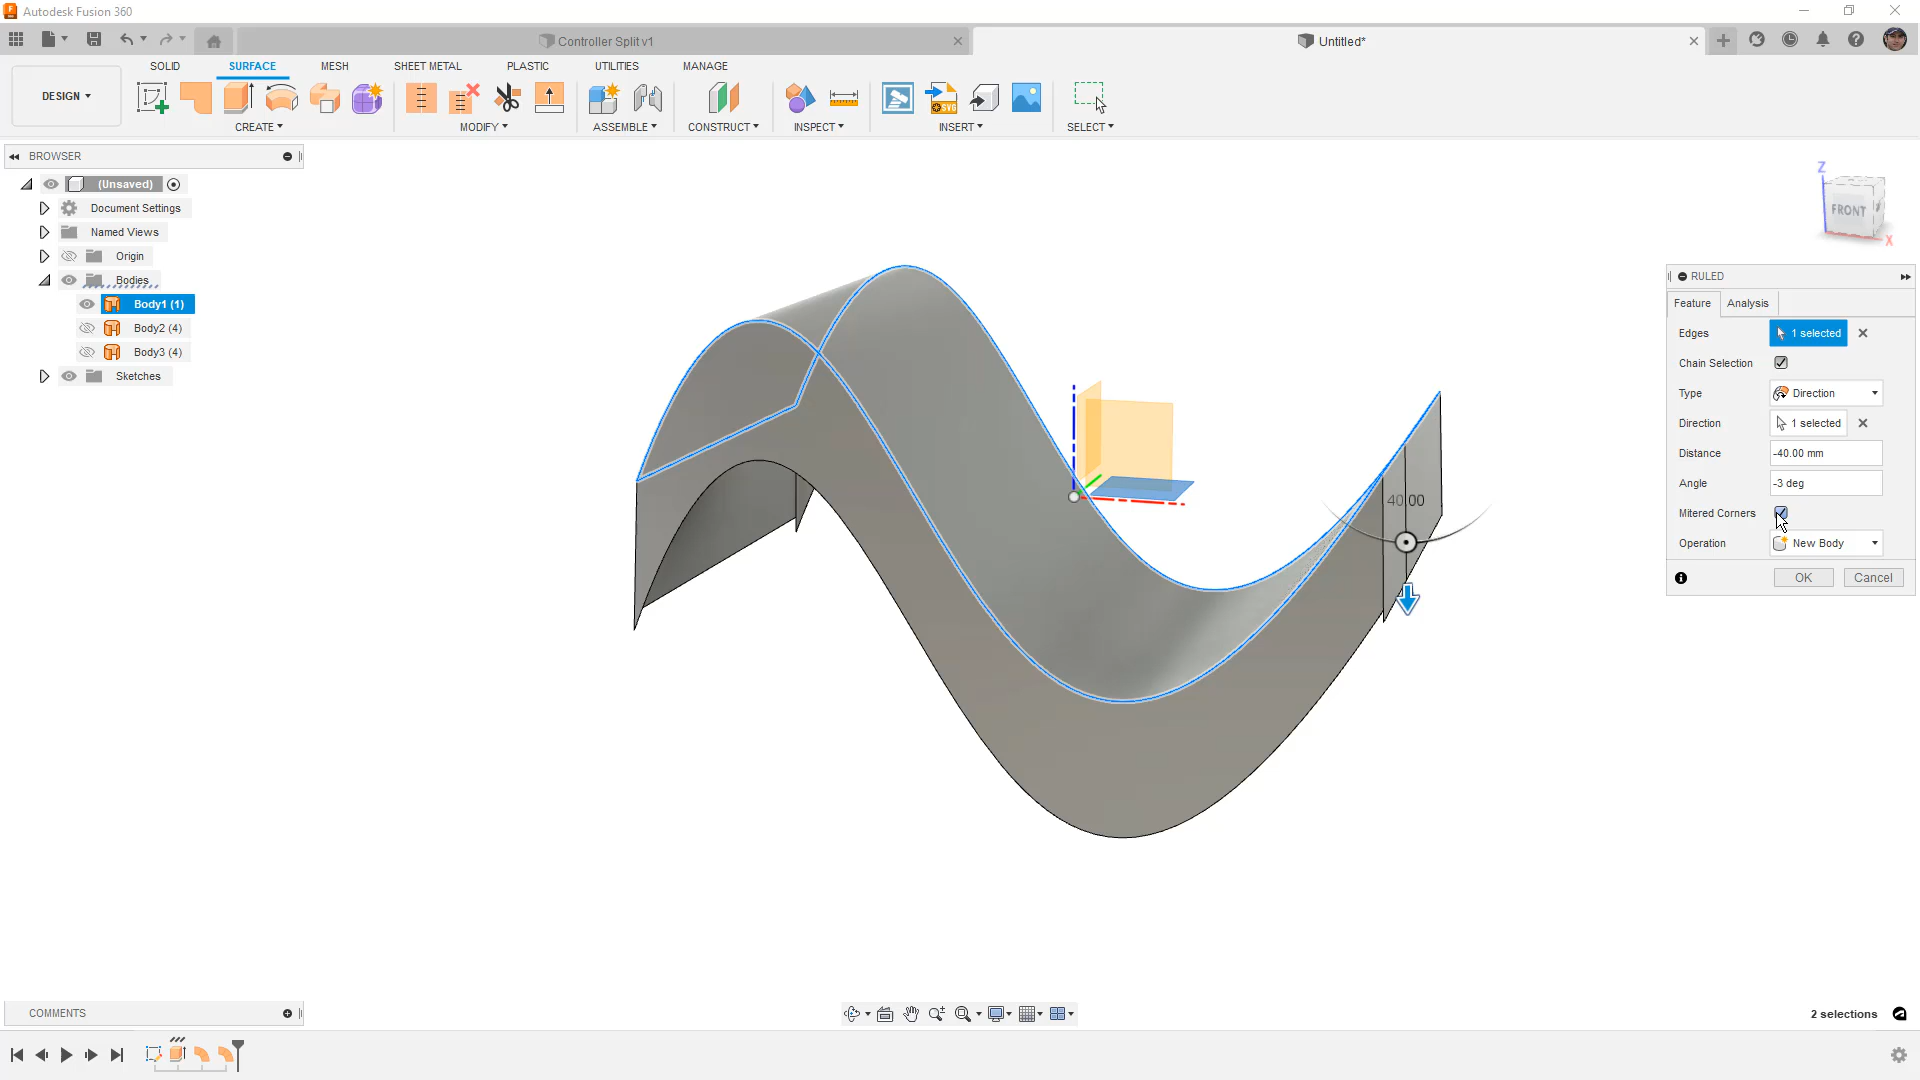 Autodesk Fusion 360
Controller Split v1
Untitled*
DESIGN
SOLID
SURFACE
MESH
SHEET METAL
PLASTIC
UTILITIES
MANAGE
CREATE
MODIFY
ASSEMBLE
CONSTRUCT
INSPECT
INSERT
SELECT
SVG
BROWSER
(Unsaved)
Document Settings
Named Views
Origin
Bodies
Body1 (1)
Body2 (4)
Body3 (4)
Sketches
Z
FRONT
X
RULED
Feature
Analysis
Edges
1 selected
Chain Selection
Type
Direction
Direction
1 selected
Distance
-40.00 mm
Angle
-3 deg
Mitered Corners
Operation
New Body
OK
Cancel
40.00
COMMENTS
2 selections